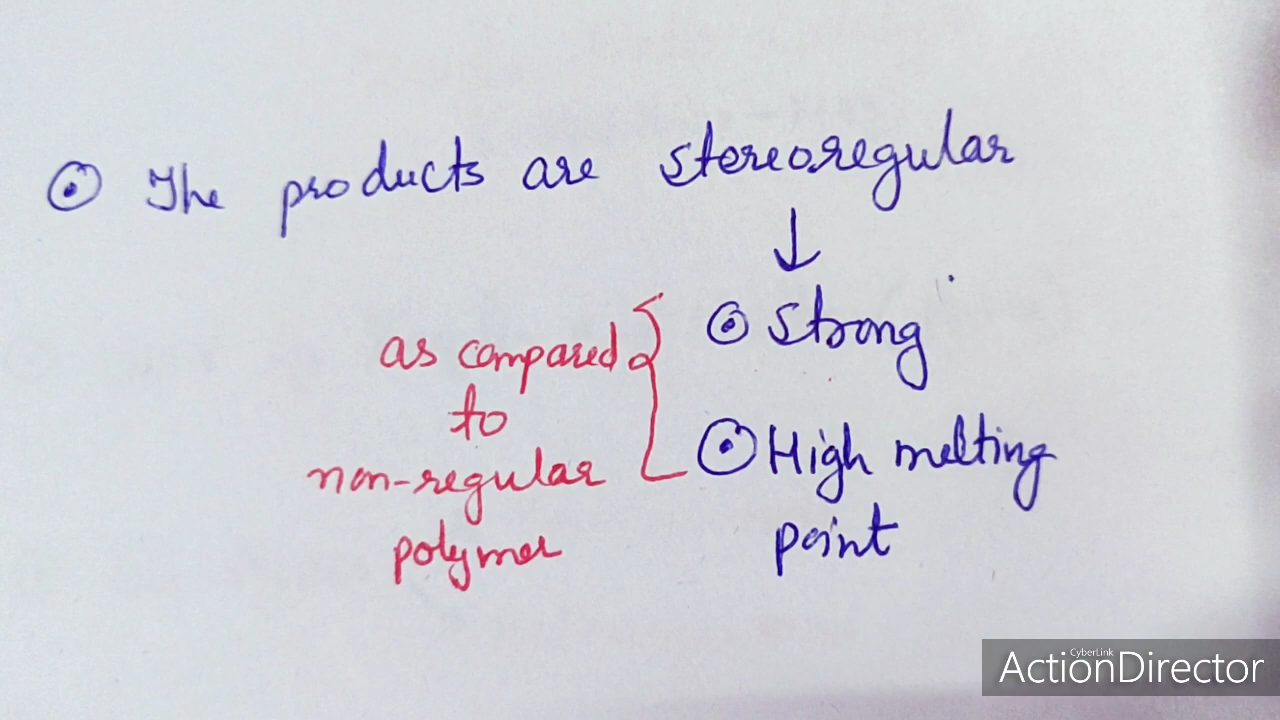 The products are stereoregular
↓
strong
High melting
point
as compared
to
non-regular
polymer
CyberLink
ActionDirector